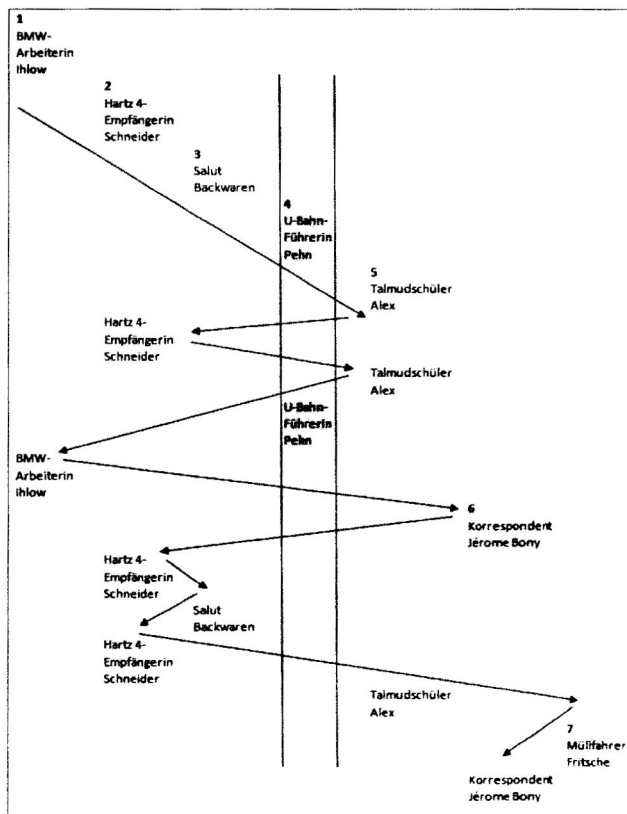 1
BMW-
Arbeiterin
Ihlow
2
Hartz 4-
Empfängerin
Schneider
3
Salut
Backwaren
4
U-Bahn-
Führerin
Pehn
5
Talmudschüler
Alex
Hartz 4-
Empfängerin
Schneider
Talmudschüler
Alex
U-Bahn-
Führerin
Pehn
BMW-
Arbeiterin
Ihlow
6
Korrespondent
Jérome Bony
Hartz 4-
Empfängerin
Schneider
Salut
Backwaren
Hartz 4-
Empfängerin
Schneider
Talmudschüler
Alex
7
Müllfahrer
Fritsche
Korrespondent
Jérome Bony